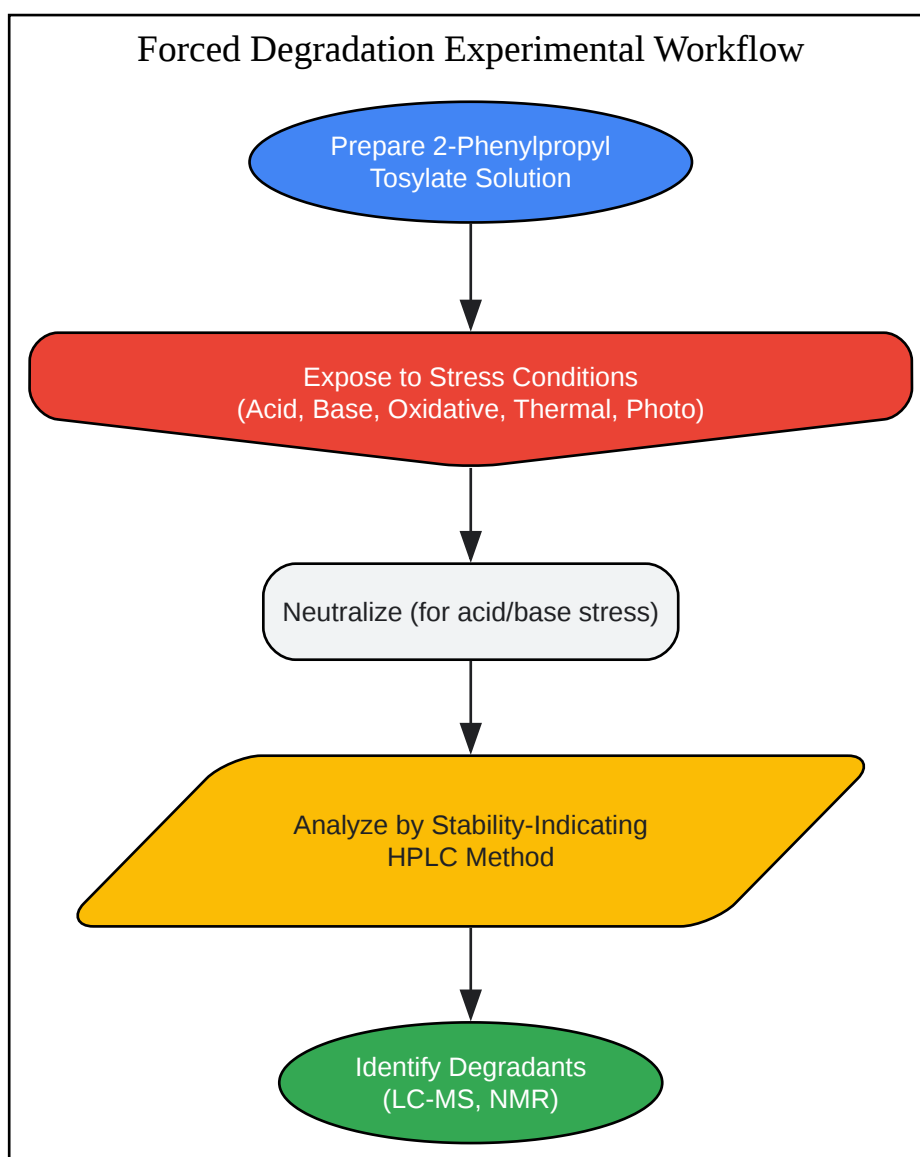 Forced Degradation Experimental Workflow
Prepare 2-Phenylpropyl
Tosylate Solution
Expose to Stress Conditions
(Acid, Base, Oxidative, Thermal, Photo)
Neutralize (for acid/base stress)
Analyze by Stability-Indicating
HPLC Method
Identify Degradants
(LC-MS, NMR)